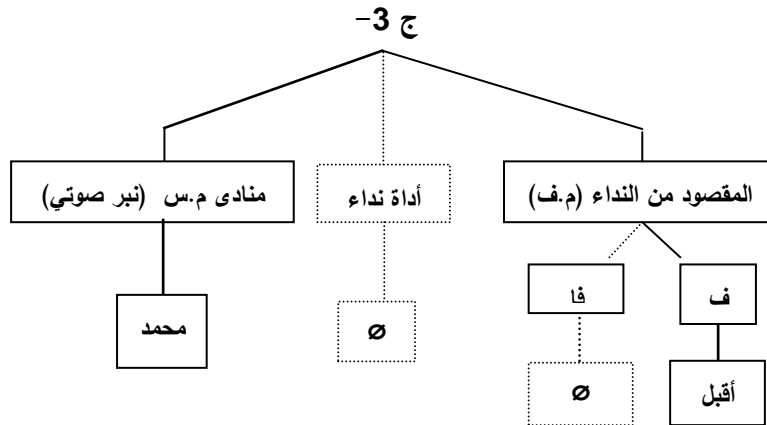 ج 3-
المقصود من النداء (م.ف)
أداة نداء
منادى م.س (نبر صوتي)
ف
فا
ø
محمد
أقبل
ø